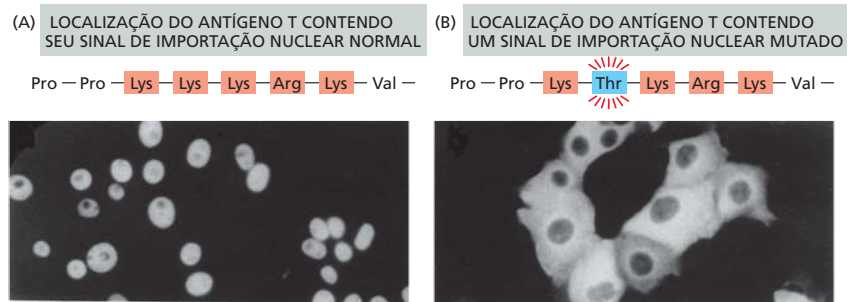 (A) LOCALIZAÇÃO DO ANTÍGENO T CONTENDO
SEU SINAL DE IMPORTAÇÃO NUCLEAR NORMAL
Pro — Pro — Lys — Lys — Lys — Arg — Lys — Val —
(B) LOCALIZAÇÃO DO ANTÍGENO T CONTENDO
UM SINAL DE IMPORTAÇÃO NUCLEAR MUTADO
Pro — Pro — Lys — Thr — Lys — Arg — Lys — Val —